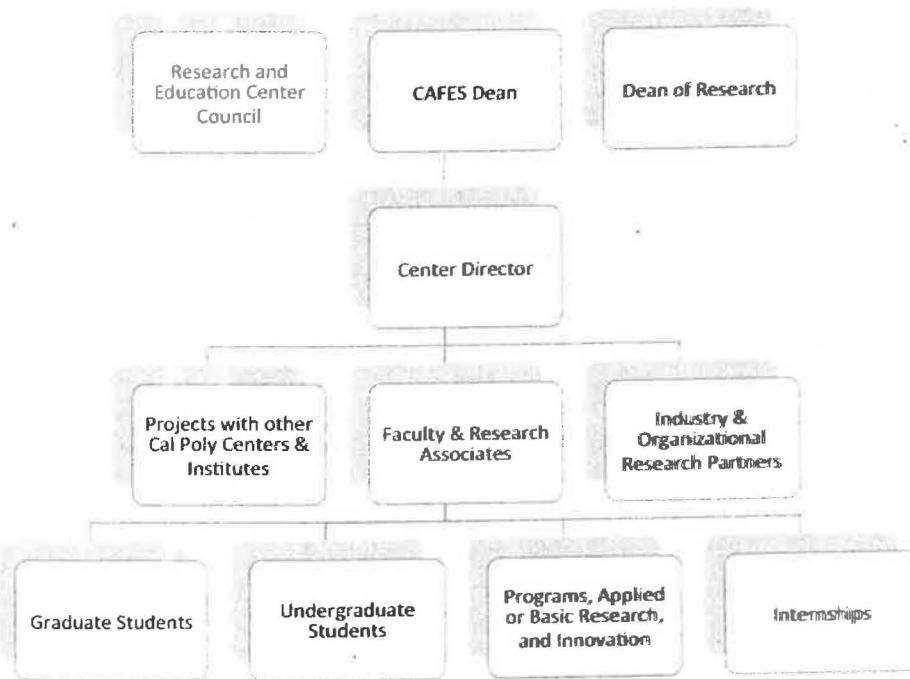 Research and
Education Center
Council
CAFES Dean
Dean of Research
Center Director
Projects with other
Cal Poly Centers &
Institutes
Faculty & Research
Associates
Industry &
Organizational
Research Partners
Graduate Students
Undergraduate
Students
Programs, Applied
or Basic Research,
and Innovation
Internships